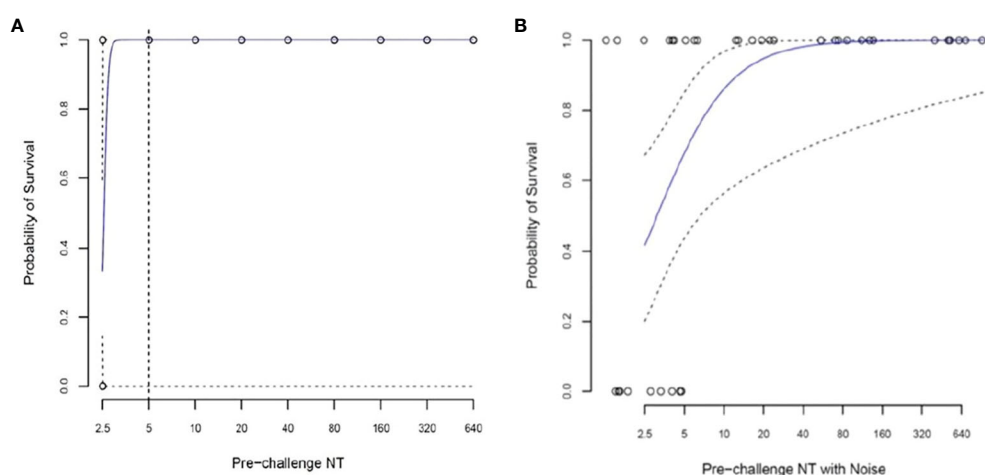 A
Probability of Survival
1.0
0.8
0.6
0.4
0.2
0.0
2.5 5 10 20 40 80 160 320 640
Pre-challenge NT
B
Probability of Survival
1.0
0.8
0.6
0.4
0.2
0.0
2.5 5 10 20 40 80 160 320 640
Pre-challenge NT with Noise